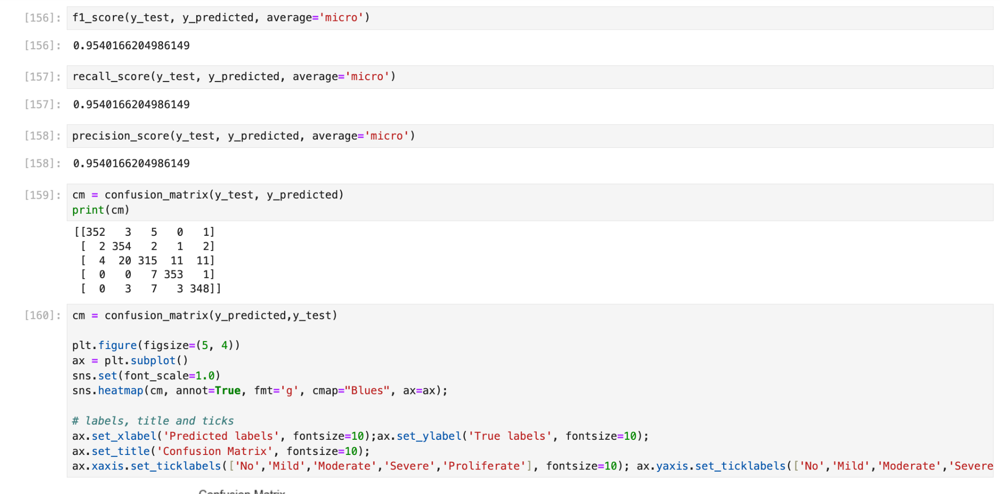 [156]: f1_score(y_test, y_predicted, average='micro')
[156]: 0.9540166204986149
[157]: recall_score(y_test, y_predicted, average='micro')
[157]: 0.9540166204986149
[158]: precision_score(y_test, y_predicted, average='micro')
[158]: 0.9540166204986149
[159]: cm = confusion_matrix(y_test, y_predicted)
print(cm)
[[352   3   5   0   1]
 [  2 354   2   1   2]
 [  4  20 315  11  11]
 [  0   0   7 353   1]
 [  0   3   7   3 348]]
[160]: cm = confusion_matrix(y_predicted,y_test)
plt.figure(figsize=(5, 4))
ax = plt.subplot()
sns.set(font_scale=1.0)
sns.heatmap(cm, annot=True, fmt='g', cmap="Blues", ax=ax);
# labels, title and ticks
ax.set_xlabel('Predicted labels', fontsize=10);ax.set_ylabel('True labels', fontsize=10);
ax.set_title('Confusion Matrix', fontsize=10);
ax.xaxis.set_ticklabels(['No','Mild','Moderate','Severe','Proliferate'], fontsize=10); ax.yaxis.set_ticklabels(['No','Mild','Moderate','Severe
Confusion Matrix